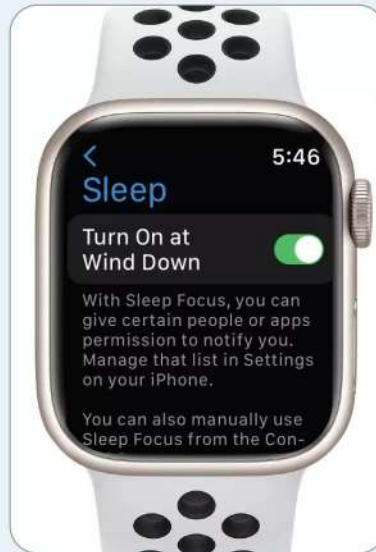 5:46
Sleep
Turn On at
Wind Down
With Sleep Focus, you can
give certain people or apps
permission to notify you.
Manage that list in Settings
on your iPhone.
You can also manually use
Sleep Focus from the Con-